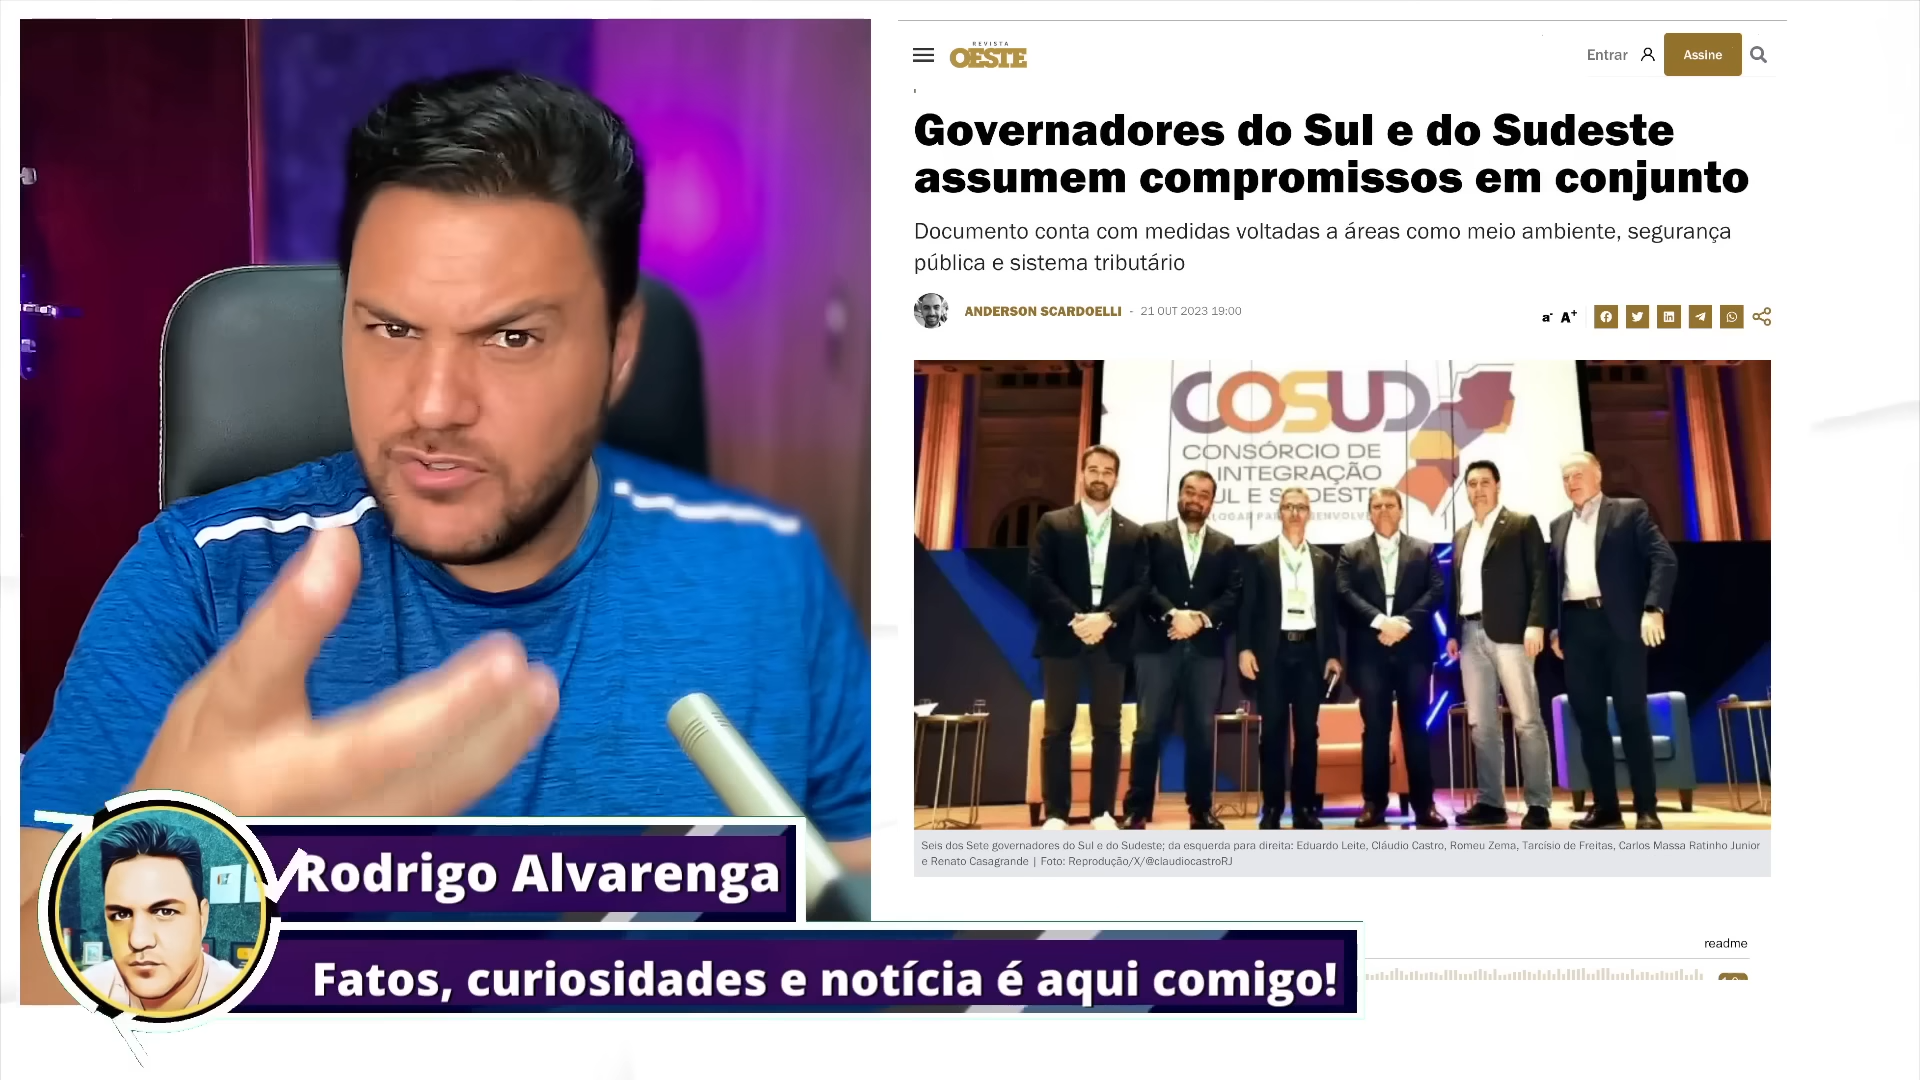 REVISTA
OESTE
Entrar
Assine
Governadores do Sul e do Sudeste
assumem compromissos em conjunto
Documento conta com medidas voltadas a áreas como meio ambiente, segurança
pública e sistema tributário
ANDERSON SCARDOELLI - 21 OUT 2023 19:00
a- A+
COSUD
CONSÓRCIO DE
INTEGRAÇÃO
UL E SUDESTE
Seis dos Sete governadores do Sul e do Sudeste; da esquerda para direita: Eduardo Leite, Cláudio Castro, Romeu Zema, Tarcísio de Freitas, Carlos Massa Ratinho Junior
e Renato Casagrande | Foto: Reprodução/X/@claudiocastroRJ
readme
Rodrigo Alvarenga
Fatos, curiosidades e notícia é aqui comigo!